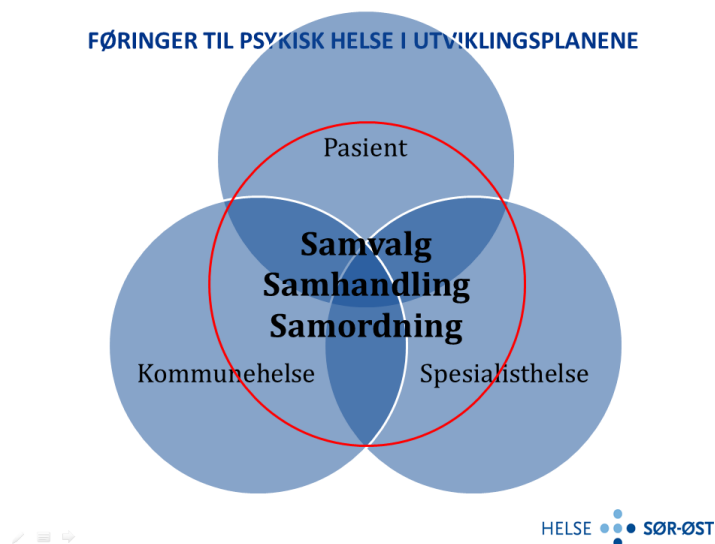 FØRINGER TIL PSYKISK HELSE I UTVIKLINGSPLANENE
Pasient
Samvalg
Samhandling
Samordning
Kommunehelse
Spesialisthelse
HELSE SØR-ØST